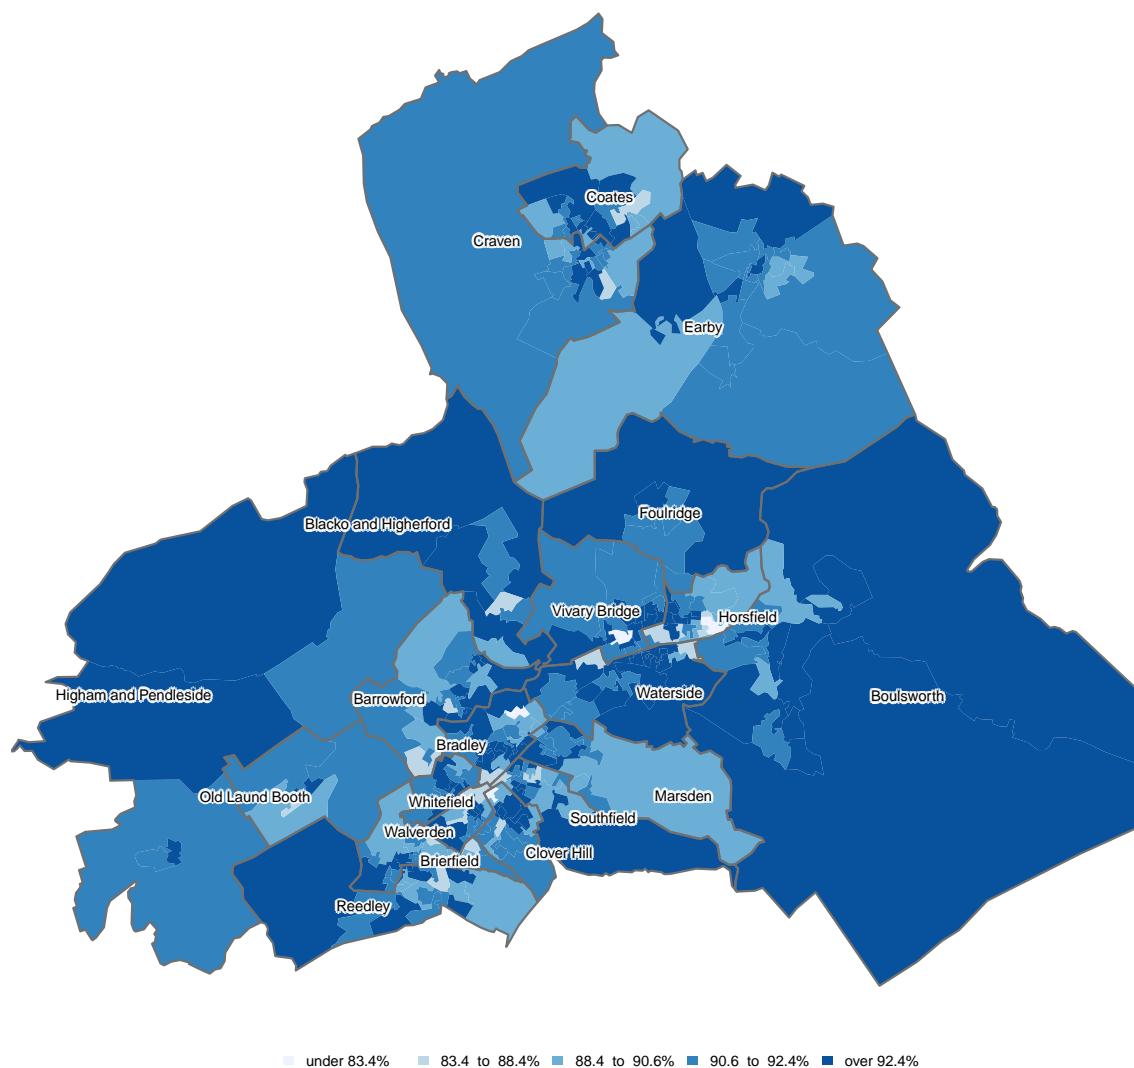 Coates
Craven
Earby
Foulridge
Blacko and Higherford
Vivary Bridge
Horsfield
Higham and Pendleside
Barrowford
Waterside
Boulsworth
Bradley
Old Laund Booth
Whitefield
Marsden
Southfield
Walverden
Clover Hill
Brierfield
Reedley
under 83.4% 83.4 to 88.4% 88.4 to 90.6% 90.6 to 92.4% over 92.4%